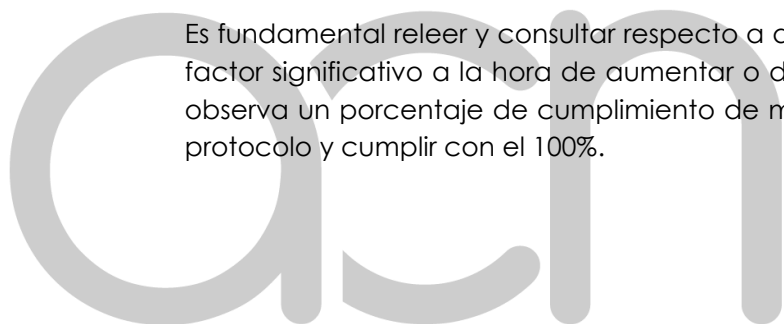 Es fundamental releer y consultar respecto a
factor significativo a la hora de aumentar o
observa un porcentaje de cumplimiento de
protocolo y cumplir con el 100%.
acn